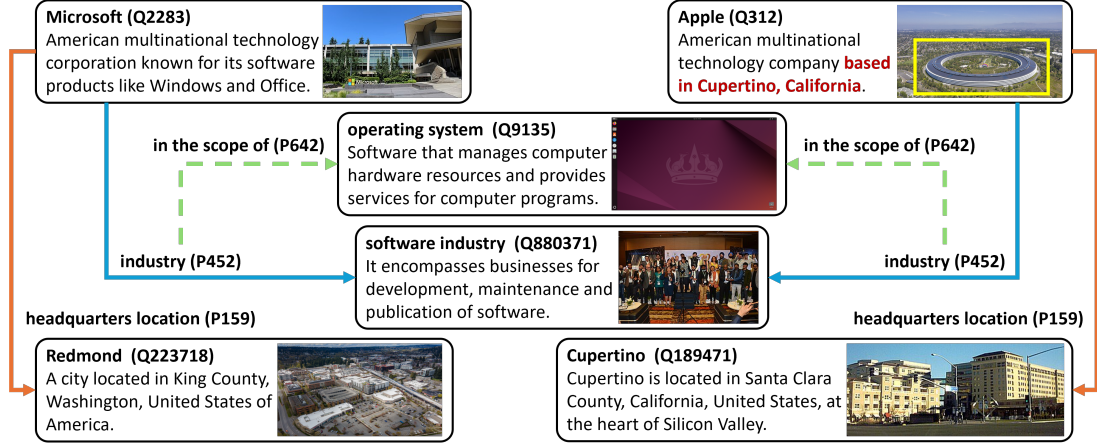 Microsoft (Q2283)
American multinational technology
corporation known for its software
products like Windows and Office.
Microsoft
Apple (Q312)
American multinational
technology company based
in Cupertino, California.
in the scope of (P642)
operating system (Q9135)
Software that manages computer
hardware resources and provides
services for computer programs.
in the scope of (P642)
industry (P452)
software industry (Q880371)
It encompasses businesses for
development, maintenance and
publication of software.
industry (P452)
headquarters location (P159)
headquarters location (P159)
Redmond (Q223718)
A city located in King County,
Washington, United States of
America.
Cupertino (Q189471)
Cupertino is located in Santa Clara
County, California, United States, at
the heart of Silicon Valley.